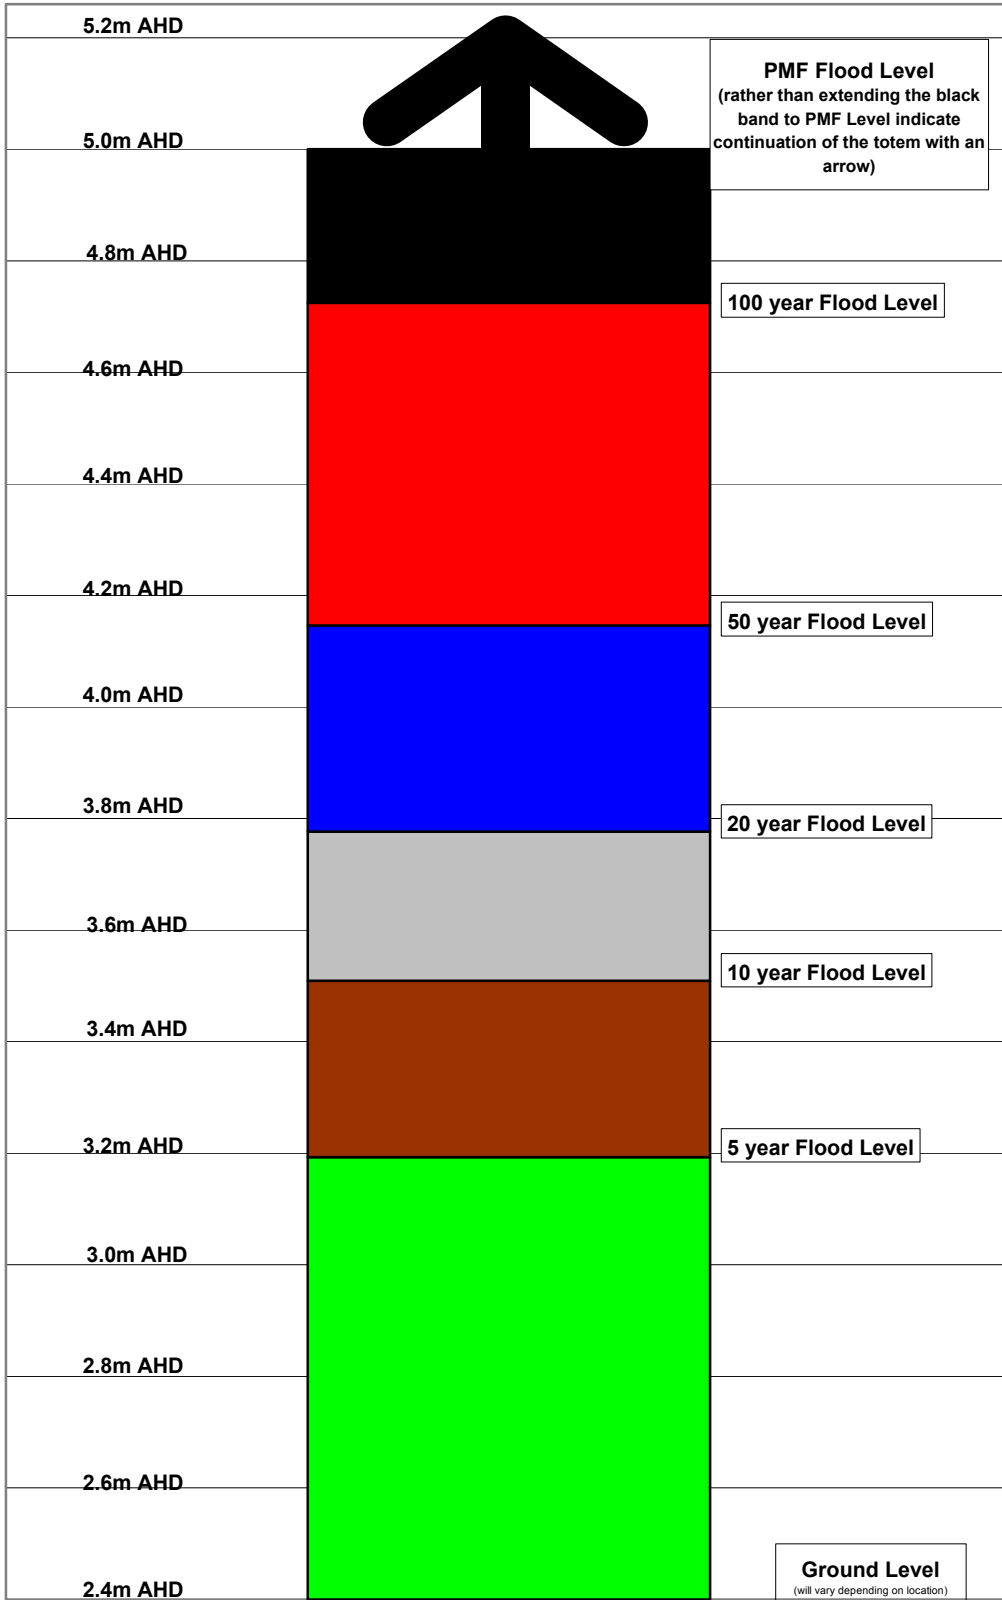 5.2m AHD
PMF Flood Level
(rather than extending the black
band to PMF Level indicate
continuation of the totem with an
arrow)
5.0m AHD
4.8m AHD
100 year Flood Level
4.6m AHD
4.4m AHD
4.2m AHD
50 year Flood Level
4.0m AHD
3.8m AHD
20 year Flood Level
3.6m AHD
10 year Flood Level
3.4m AHD
3.2m AHD
5 year Flood Level
3.0m AHD
2.8m AHD
2.6m AHD
Ground Level
(will vary depending on location)
2.4m AHD